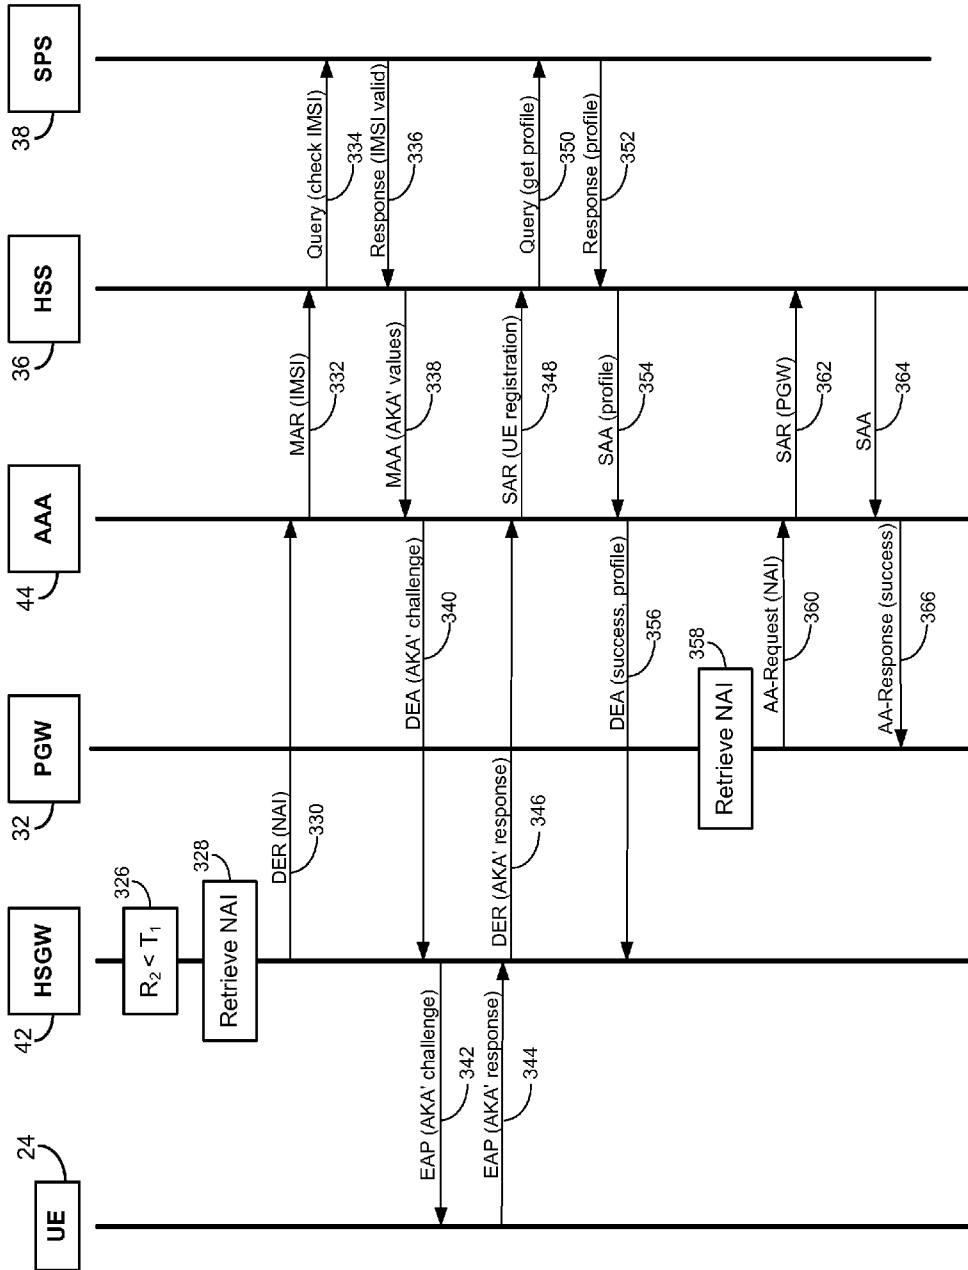 UE
24
HSGW
42
PGW
32
AAA
44
HSS
36
SPS
38
R2 < T1
326
Retrieve NAI
328
DER (NAI)
330
MAR (IMSI)
332
Query (check IMSI)
334
Response (IMSI valid)
336
MAA (AKA' values)
338
DEA (AKA' challenge)
340
EAP (AKA' challenge)
342
EAP (AKA' response)
344
DER (AKA' response)
346
SAR (UE registration)
348
Query (get profile)
350
Response (profile)
352
SAA (profile)
354
DEA (success, profile)
356
Retrieve NAI
358
AA-Request (NAI)
360
SAR (PGW)
362
SAA
364
AA-Response (success)
366